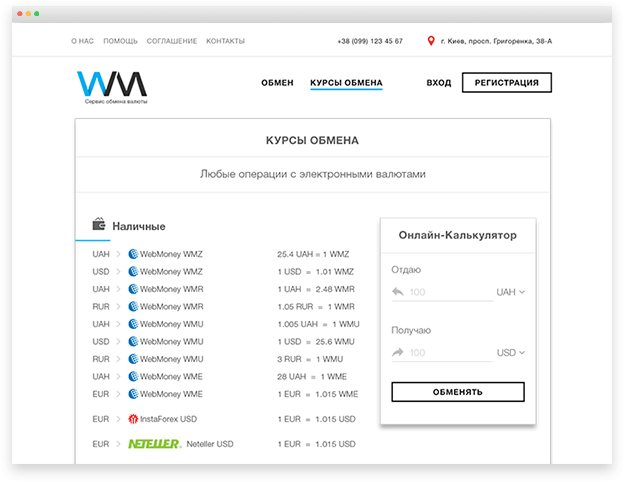 О НАС ПОМОЩЬ СОГЛАШЕНИЕ КОНТАКТЫ +38 (099) 123 45 67 г. Киев, просп. Григоренка, 38-А
WM
Сервис обмена валюты
ОБМЕН КУРСЫ ОБМЕНА ВХОД РЕГИСТРАЦИЯ
КУРСЫ ОБМЕНА
Любые операции с электронными валютами
Наличные
UAH WebMoney WMZ 25.4 UAH = 1 WMZ
USD WebMoney WMZ 1 USD = 1.01 WMZ
UAH WebMoney WMR 1 UAH = 2.48 WMR
RUR WebMoney WMR 1.05 RUR = 1 WMR
UAH WebMoney WMU 1.005 UAH = 1 WMU
USD WebMoney WMU 1 USD = 25.6 WMU
RUR WebMoney WMU 3 RUR = 1 WMU
UAH WebMoney WME 28 UAH = 1 WME
EUR WebMoney WME 1 EUR = 1.015 WME
EUR InstaForex USD 1 EUR = 1.015 USD
EUR NETELLER Neteller USD 1 EUR = 1.015 USD
Онлайн-Калькулятор
Отдаю
100 UAH
Получаю
100 USD
ОБМЕНЯТЬ